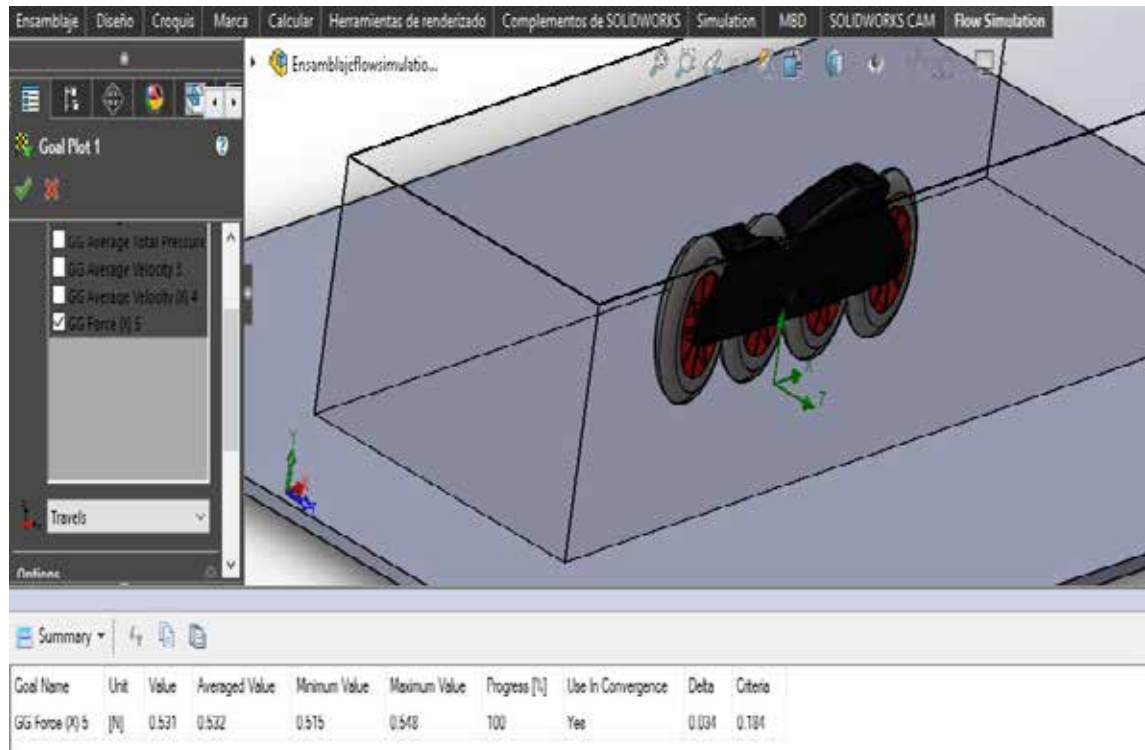 Ensamblaje Diseño Croquis Marca Calcular Herramientas de renderizado Complementos de SOLIDWORKS Simulation MBD SOLIDWORKS CAM Flow Simulation
Ensamblajeflowsimulatio...
Goal Plot 1
GG Average Total Pressure
GG Average Velocity 3
GG Average Velocity (X) 4
GG Force (X) 5
Travels
Options
Y
X
Z
Summary
Goal Name Unit Value Averaged Value Minimum Value Maximum Value Progress [%] Use In Convergence Delta Criteria
GG Force (X) 5 [N] 0.531 0.532 0.515 0.548 100 Yes 0.034 0.184